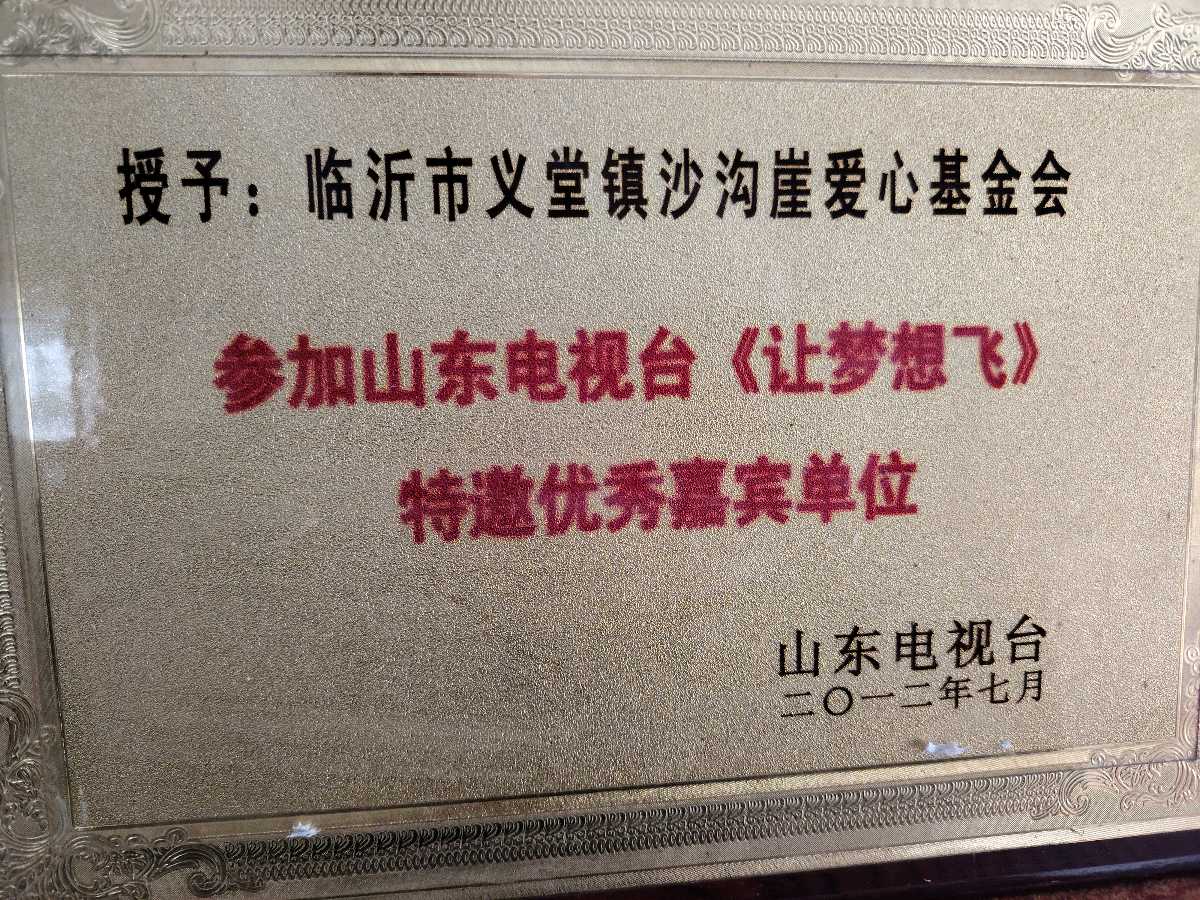 授予：临沂市义堂镇沙沟崖爱心基金会
参加山东电视台《让梦想飞》
特邀优秀嘉宾单位
山东电视台
二〇一二年七月